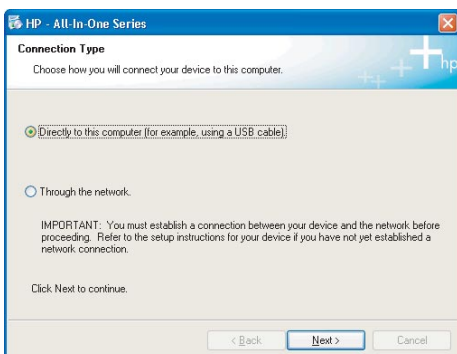 HP - All-In-One Series
Connection Type
Choose how you will connect your device to this computer.
hp
Directly to this computer (for example, using a USB cable).
Through the network.
IMPORTANT: You must establish a connection between your device and the network before
proceeding. Refer to the setup instructions for your device if you have not yet established a
network connection.
Click Next to continue.
< Back
Next >
Cancel